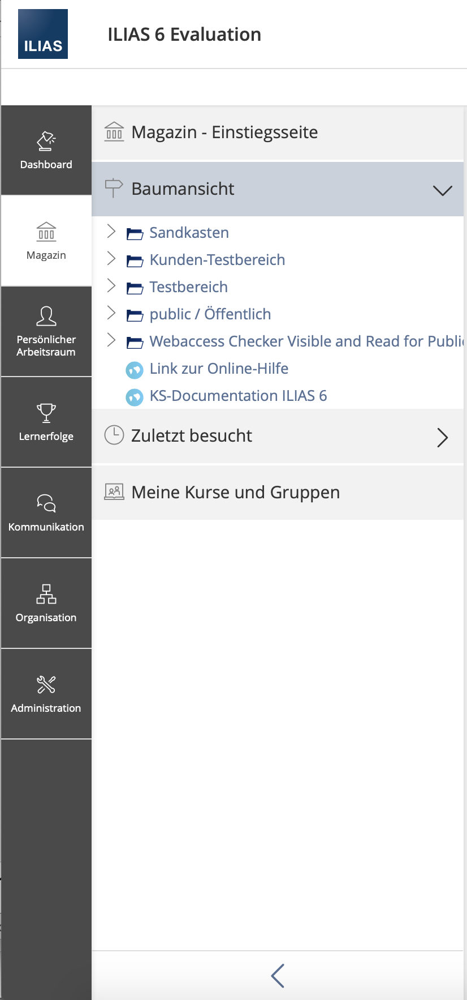 ILIAS
ILIAS 6 Evaluation
Dashboard
Magazin
Persönlicher
Arbeitsraum
Lernerfolge
Kommunikation
Organisation
Administration
Magazin - Einstiegsseite
Baumansicht
Sandkasten
Kunden-Testbereich
Testbereich
public / Öffentlich
Webaccess Checker Visible and Read for
Link zur Online-Hilfe
KS-Documentation ILIAS 6
Zuletzt besucht
Meine Kurse und Gruppen